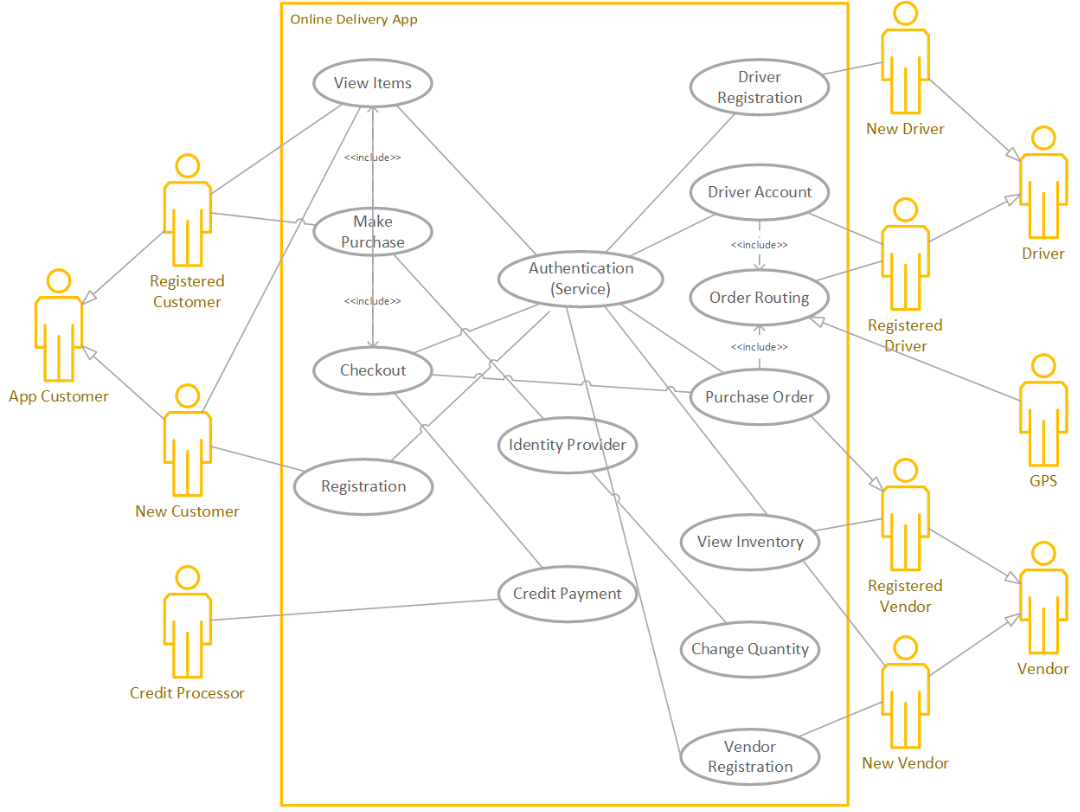 Online Delivery App
View Items
Driver
Registration
New Driver
<<include>>
Driver Account
Make
Purchase
<<include>>
Driver
Registered
Customer
Authentication
(Service)
Order Routing
<<include>>
Registered
Driver
<<include>>
Checkout
App Customer
Purchase Order
Identity Provider
Registration
GPS
New Customer
View Inventory
Registered
Vendor
Credit Payment
Change Quantity
Vendor
Credit Processor
Vendor
Registration
New Vendor